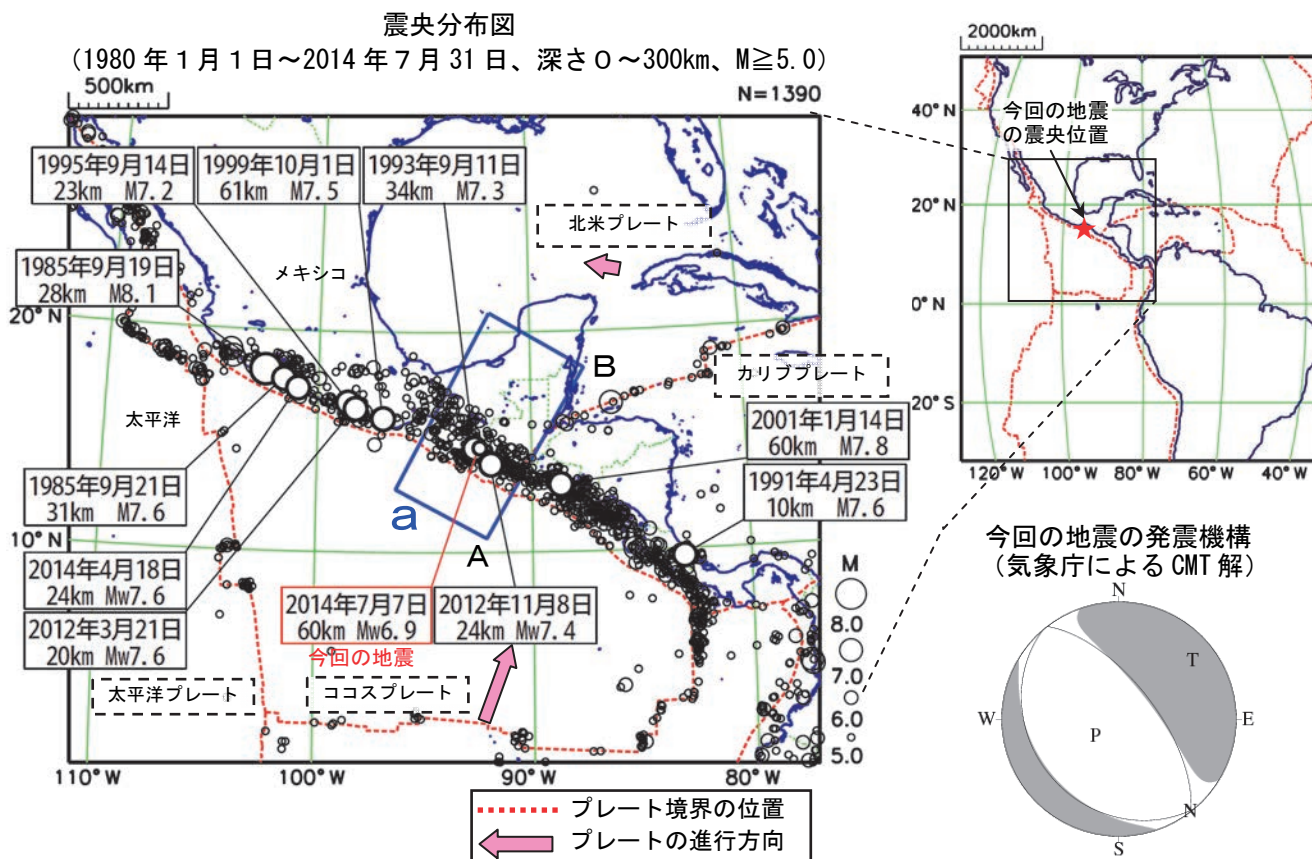 震央分布図
（1980 年１月１日～2014 年７月 31 日、深さ０～300km、M≧5.0）
500km
N=1390
1995年9月14日
23km M7.2
1999年10月1日
61km M7.5
1993年9月11日
34km M7.3
北米プレート
メキシコ
1985年9月19日
28km M8.1
20°N
B
カリブプレート
太平洋
2001年1月14日
60km M7.8
1985年9月21日
31km M7.6
1991年4月23日
10km M7.6
a
10°N
A
2014年4月18日
24km Mw7.6
2012年3月21日
20km Mw7.6
2014年7月7日
60km Mw6.9
2012年11月8日
24km Mw7.4
今回の地震
太平洋プレート
ココスプレート
M
8.0
7.0
6.0
5.0
110°W
100°W
90°W
80°W
プレート境界の位置
プレートの進行方向
2000km
40°N
今回の地震
の震央位置
20°N
0°N
20°S
120°W
100°W
80°W
60°W
40°W
今回の地震の発震機構
（気象庁による CMT 解）
N
T
W
E
P
N
S